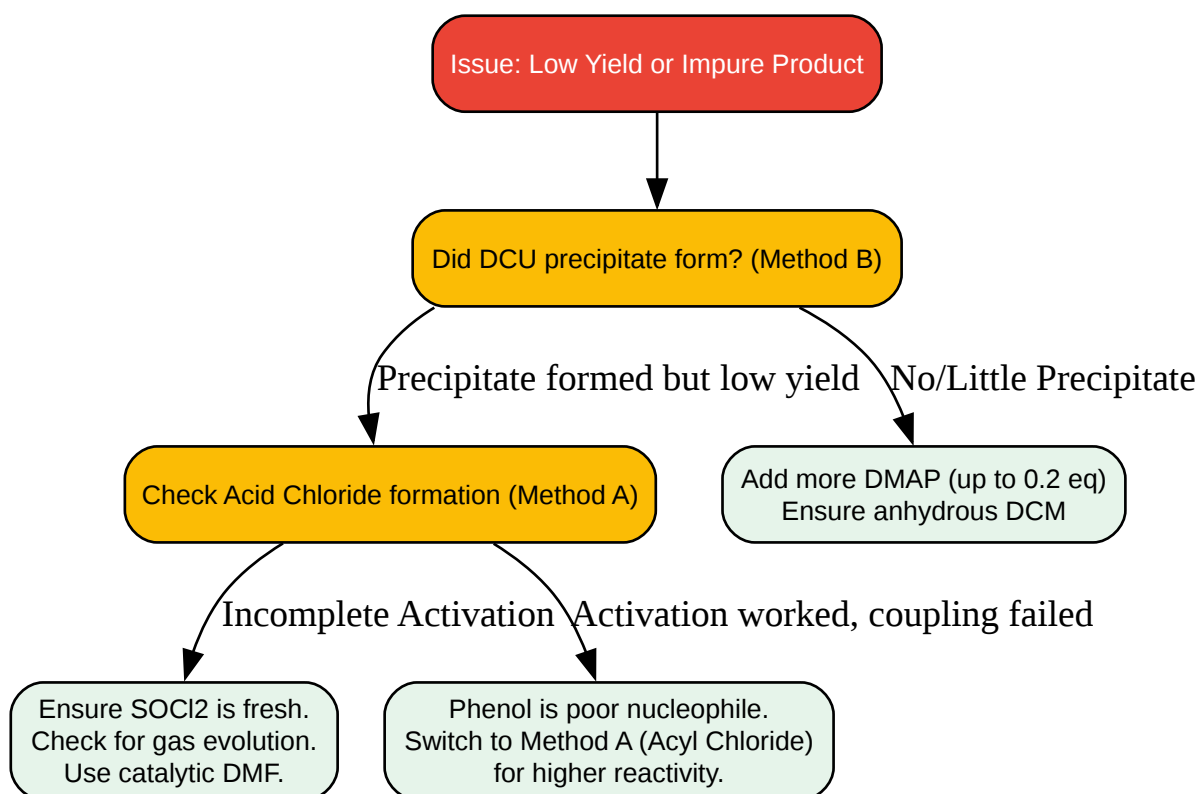 Issue: Low Yield or Impure Product
Did DCU precipitate form? (Method B)
Precipitate formed but low yield
No/Little Precipitate
Check Acid Chloride formation (Method A)
Add more DMAP (up to 0.2 eq)
Ensure anhydrous DCM
Incomplete Activation
Activation worked, coupling failed
Ensure SOCl2 is fresh.
Check for gas evolution.
Use catalytic DMF.
Phenol is poor nucleophile.
Switch to Method A (Acyl Chloride)
for higher reactivity.